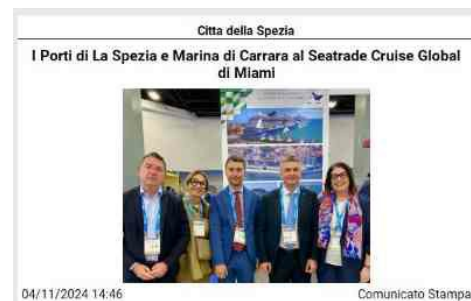 Citta della Spezia
I Porti di La Spezia e Marina di Carrara al Seatrade Cruise Global
di Miami
04/11/2024 14:46
Comunicato Stampa